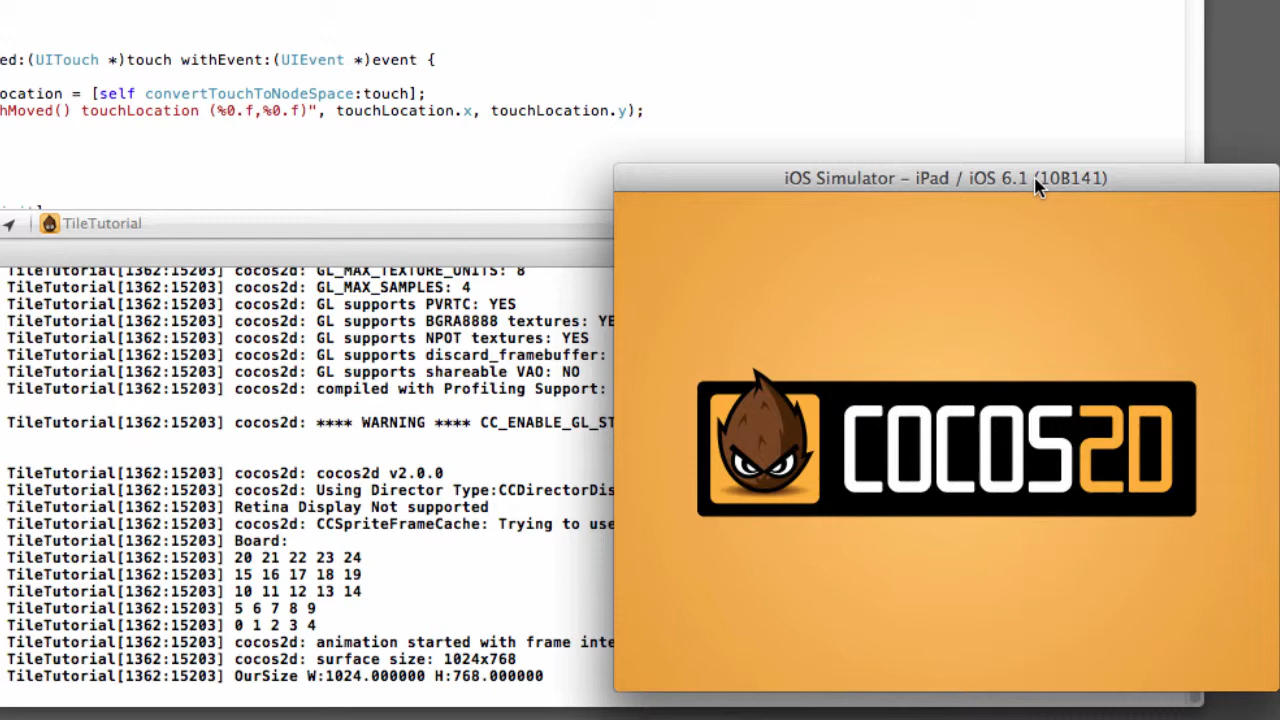 ed:(UITouch *)touch withEvent:(UIEvent *)event {
ocation = [self convertTouchToNodeSpace:touch];
hMoved() touchLocation (%0.f,%0.f)", touchLocation.x, touchLocation.y);
iOS Simulator – iPad / iOS 6.1 (10B141)
TileTutorial
TileTutorial[1362:15203] cocos2d: GL_MAX_TEXTURE_UNITS: 8
TileTutorial[1362:15203] cocos2d: GL_MAX_SAMPLES: 4
TileTutorial[1362:15203] cocos2d: GL supports PVRTC: YES
TileTutorial[1362:15203] cocos2d: GL supports BGRA8888 textures: YE
TileTutorial[1362:15203] cocos2d: GL supports NPOT textures: YES
TileTutorial[1362:15203] cocos2d: GL supports discard_framebuffer:
TileTutorial[1362:15203] cocos2d: GL supports shareable VAO: NO
TileTutorial[1362:15203] cocos2d: compiled with Profiling Support:
TileTutorial[1362:15203] cocos2d: **** WARNING **** CC_ENABLE_GL_ST
TileTutorial[1362:15203] cocos2d: cocos2d v2.0.0
TileTutorial[1362:15203] cocos2d: Using Director Type:CCDirectorDis
TileTutorial[1362:15203] Retina Display Not supported
TileTutorial[1362:15203] cocos2d: CCSpriteFrameCache: Trying to use
TileTutorial[1362:15203] Board:
TileTutorial[1362:15203] 20 21 22 23 24
TileTutorial[1362:15203] 15 16 17 18 19
TileTutorial[1362:15203] 10 11 12 13 14
TileTutorial[1362:15203] 5 6 7 8 9
TileTutorial[1362:15203] 0 1 2 3 4
TileTutorial[1362:15203] cocos2d: animation started with frame inte
TileTutorial[1362:15203] cocos2d: surface size: 1024x768
TileTutorial[1362:15203] OurSize W:1024.000000 H:768.000000
COCOS2D